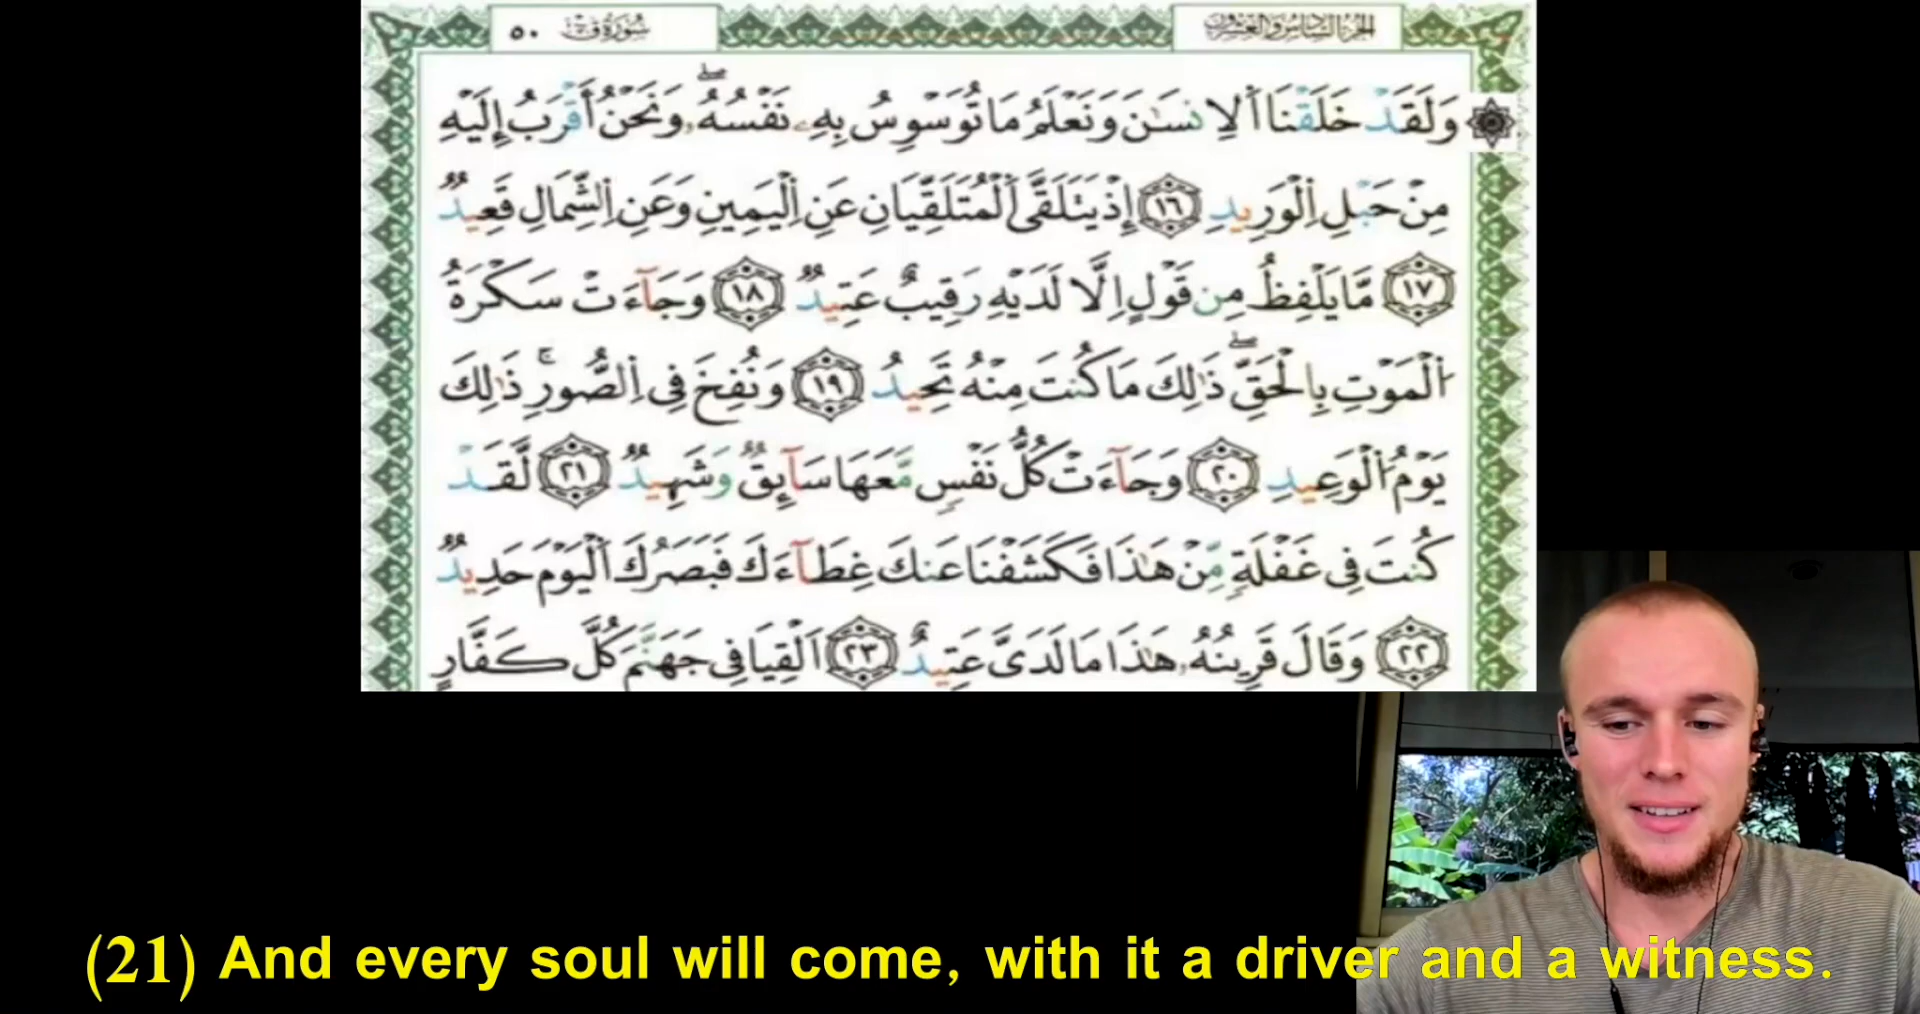 سُورَةُ ق ٥٠
الجزء السادس والعشرون
وَلَقَدْ خَلَقْنَا ٱلْإِنسَٰنَ وَنَعْلَمُ مَا تُوَسْوِسُ بِهِۦ نَفْسُهُۥ ۖ وَنَحْنُ أَقْرَبُ إِلَيْهِ
مِنْ حَبْلِ ٱلْوَرِيدِ ١٦ إِذْ يَتَلَقَّى ٱلْمُتَلَقِّيَانِ عَنِ ٱلْيَمِينِ وَعَنِ ٱلشِّمَالِ قَعِيدٌ
١٧ مَّا يَلْفِظُ مِن قَوْلٍ إِلَّا لَدَيْهِ رَقِيبٌ عَتِيدٌ ١٨ وَجَآءَتْ سَكْرَةُ
ٱلْمَوْتِ بِٱلْحَقِّ ۖ ذَٰلِكَ مَا كُنتَ مِنْهُ تَحِيدُ ١٩ وَنُفِخَ فِى ٱلصُّورِ ۚ ذَٰلِكَ
يَوْمُ ٱلْوَعِيدِ ٢٠ وَجَآءَتْ كُلُّ نَفْسٍ مَّعَهَا سَآئِقٌ وَشَهِيدٌ ٢١ لَّقَدْ
كُنتَ فِى غَفْلَةٍ مِّنْ هَٰذَا فَكَشَفْنَا عَنكَ غِطَآءَكَ فَبَصَرُكَ ٱلْيَوْمَ حَدِيدٌ
٢٢ وَقَالَ قَرِينُهُۥ هَٰذَا مَا لَدَىَّ عَتِيدٌ ٢٣ أَلْقِيَا فِى جَهَنَّمَ كُلَّ كَفَّارٍ
(21) And every soul will come, with it a driver and a witness.